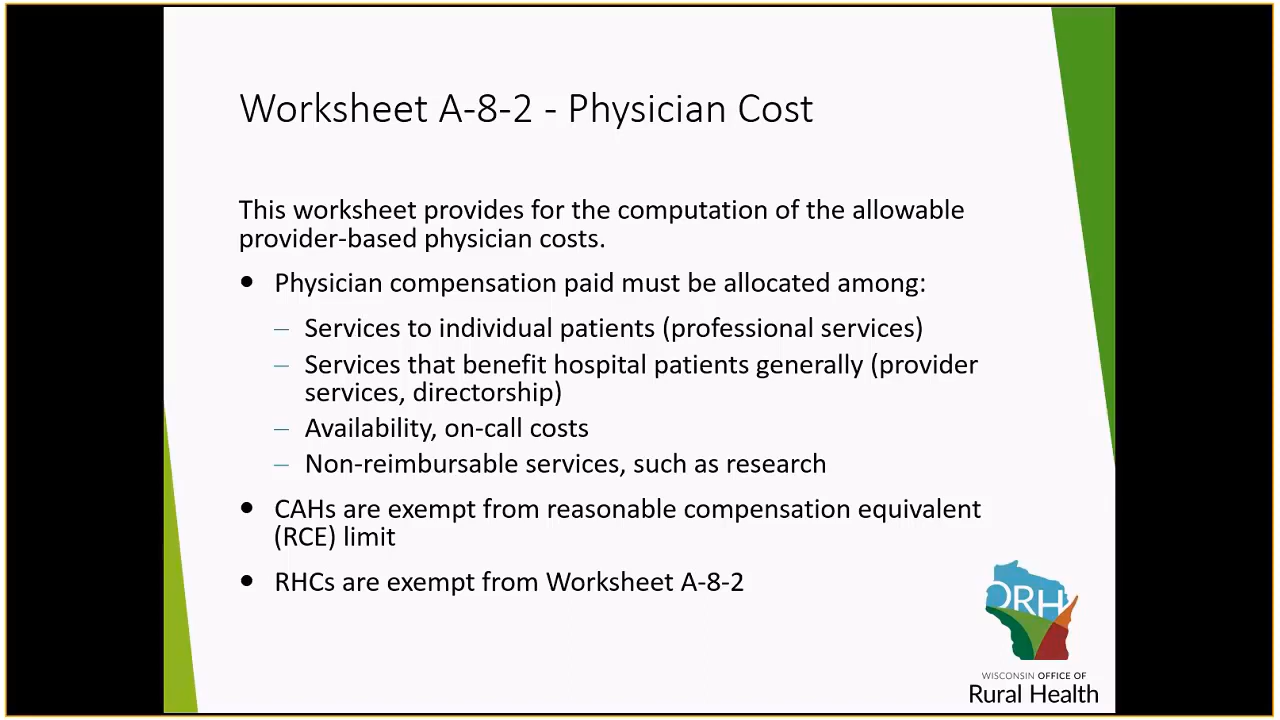 Worksheet A-8-2 - Physician Cost
This worksheet provides for the computation of the allowable
provider-based physician costs.
● Physician compensation paid must be allocated among:
– Services to individual patients (professional services)
– Services that benefit hospital patients generally (provider
services, directorship)
– Availability, on-call costs
– Non-reimbursable services, such as research
● CAHs are exempt from reasonable compensation equivalent
(RCE) limit
● RHCs are exempt from Worksheet A-8-2
ORH
WISCONSIN OFFICE OF
Rural Health